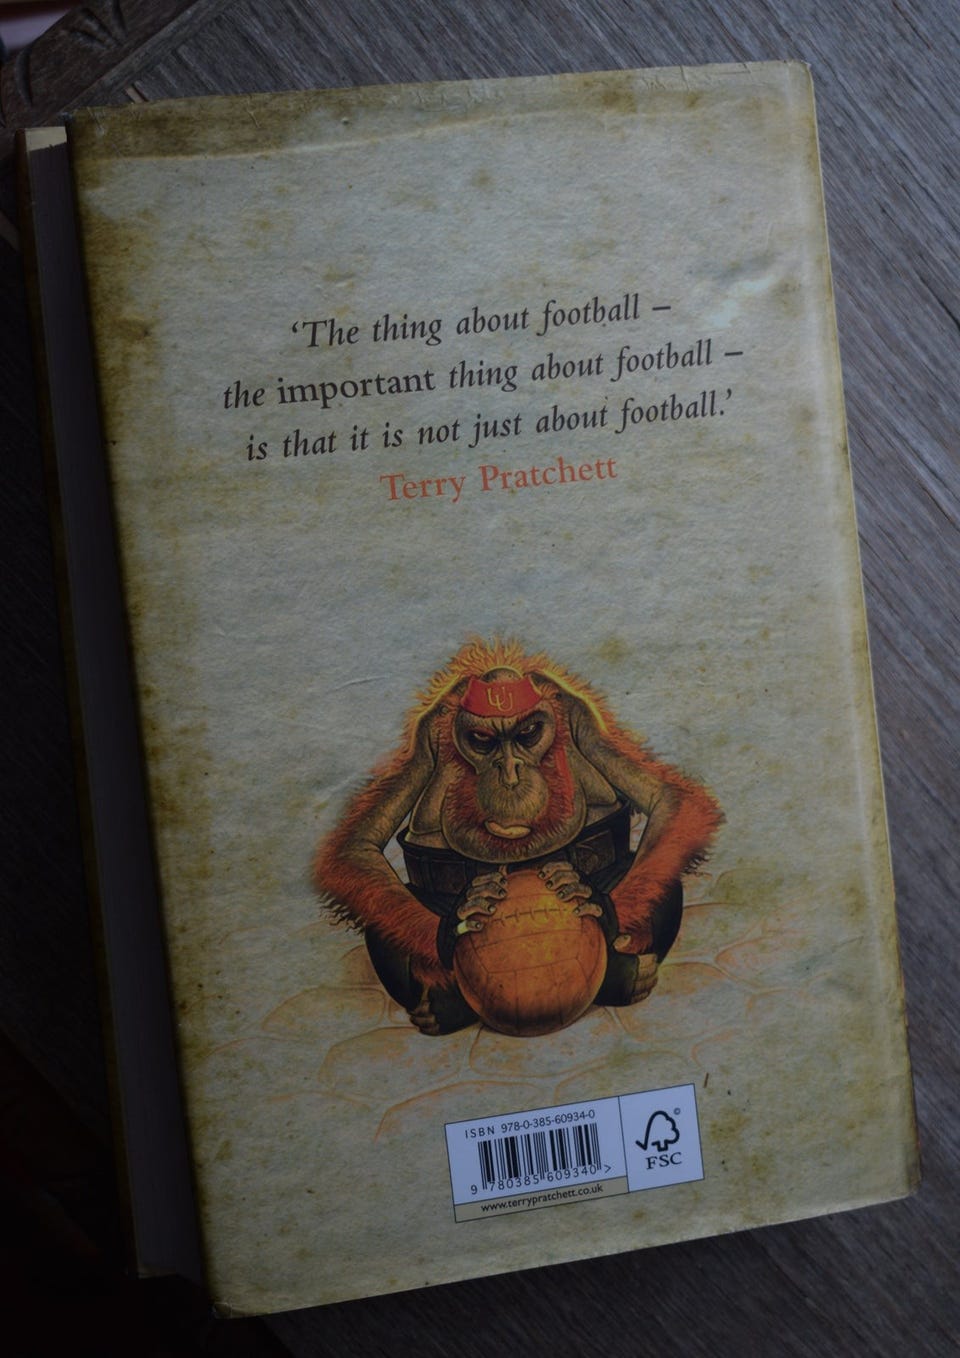 ‘The thing about football –
the important thing about football –
is that it is not just about football.’
Terry Pratchett
UU
ISBN 978-0-385-60934-0
9 780385 609340 >
www.terrypratchett.co.uk
©
FSC